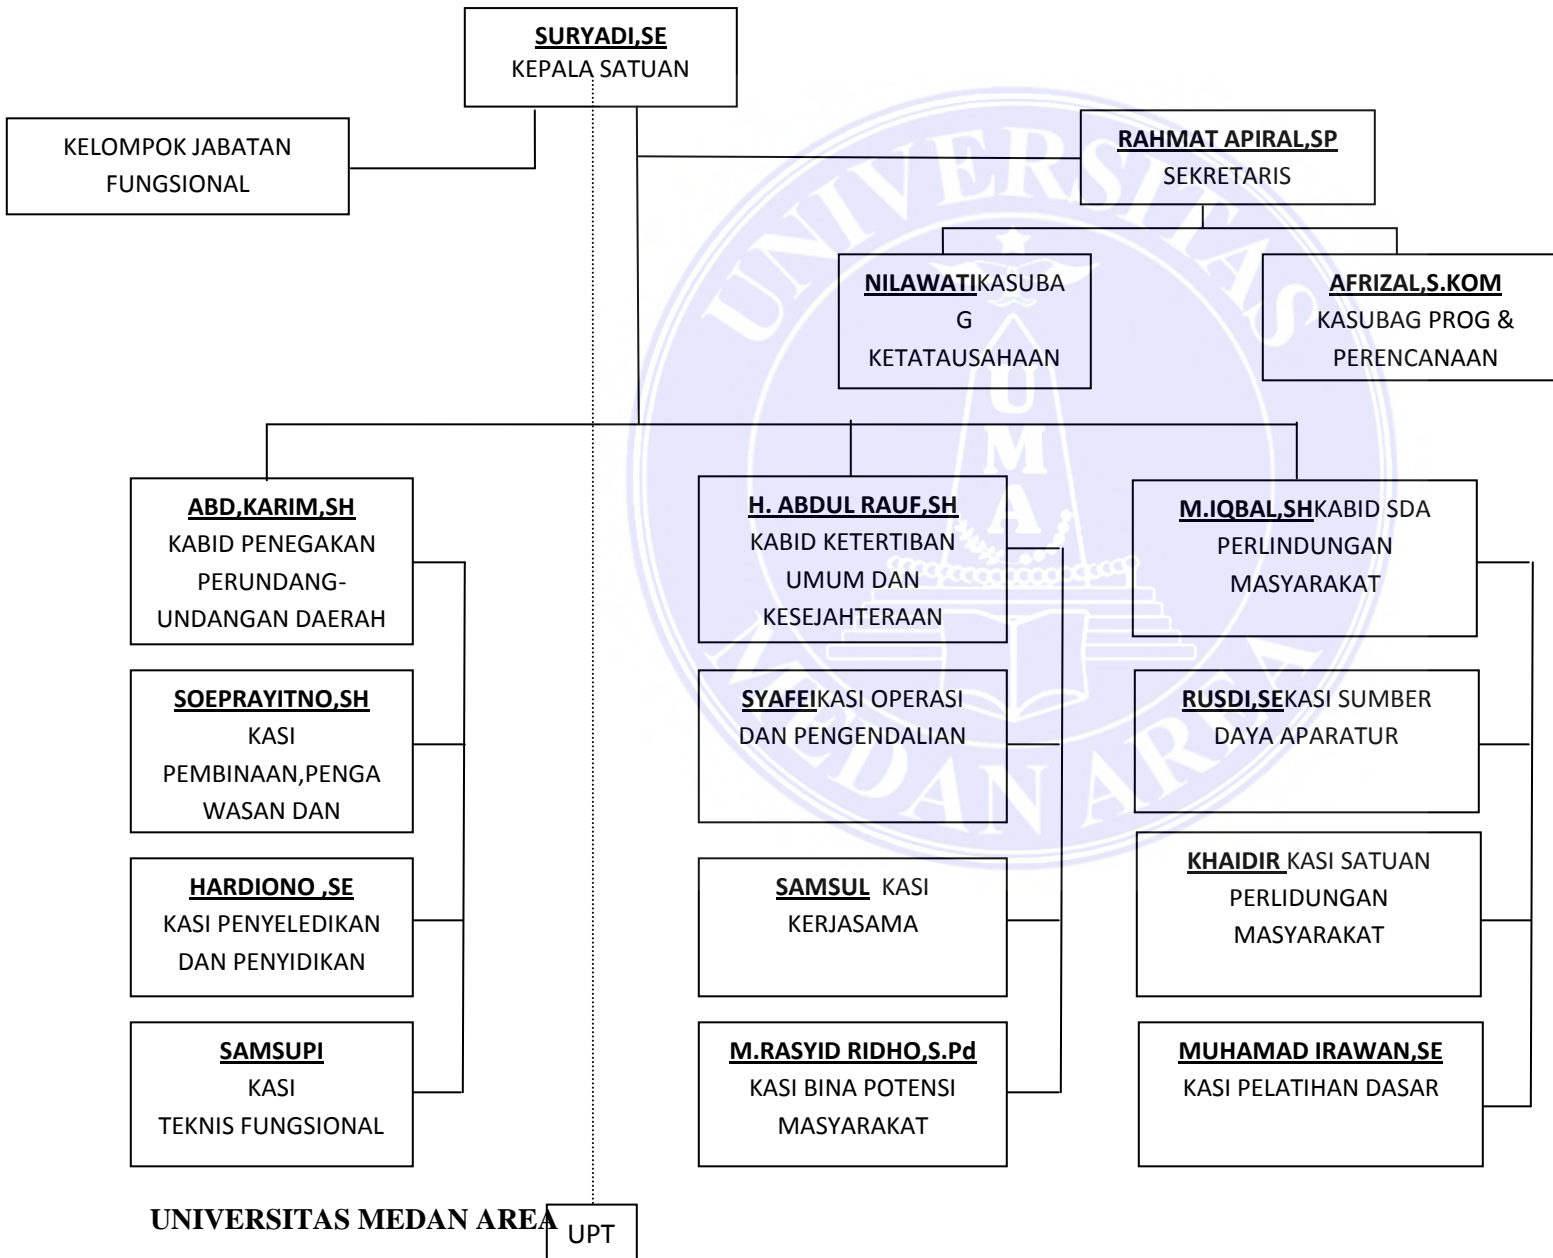 SURYADI,SE
KEPALA SATUAN
KELOMPOK JABATAN
FUNGSIONAL
RAHMAT APIRAL,SP
SEKRETARIS
NILAWATIKASUBA
G
KETATAUSAHAAN
AFRIZAL,S.KOM
KASUBAG PROG &
PERENCANAAN
ABD,KARIM,SH
KABID PENEGAKAN
PERUNDANG-
UNDANGAN DAERAH
H. ABDUL RAUF,SH
KABID KETERTIBAN
UMUM DAN
KESEJAHTERAAN
M.IQBAL,SHKABID SDA
PERLINDUNGAN
MASYARAKAT
SOEPRAYITNO,SH
KASI
PEMBINAAN,PENGA
WASAN DAN
SYAFEIKASI OPERASI
DAN PENGENDALIAN
RUSDI,SEKASI SUMBER
DAYA APARATUR
HARDIONO ,SE
KASI PENYELEDIKAN
DAN PENYIDIKAN
SAMSUL KASI
KERJASAMA
KHAIDIR KASI SATUAN
PERLIDUNGAN
MASYARAKAT
SAMSUPI
KASI
TEKNIS FUNGSIONAL
M.RASYID RIDHO,S.Pd
KASI BINA POTENSI
MASYARAKAT
MUHAMAD IRAWAN,SE
KASI PELATIHAN DASAR
UNIVERSITAS MEDAN AREA
UPT
UNIVERSITAS
UMA
MEDAN AREA